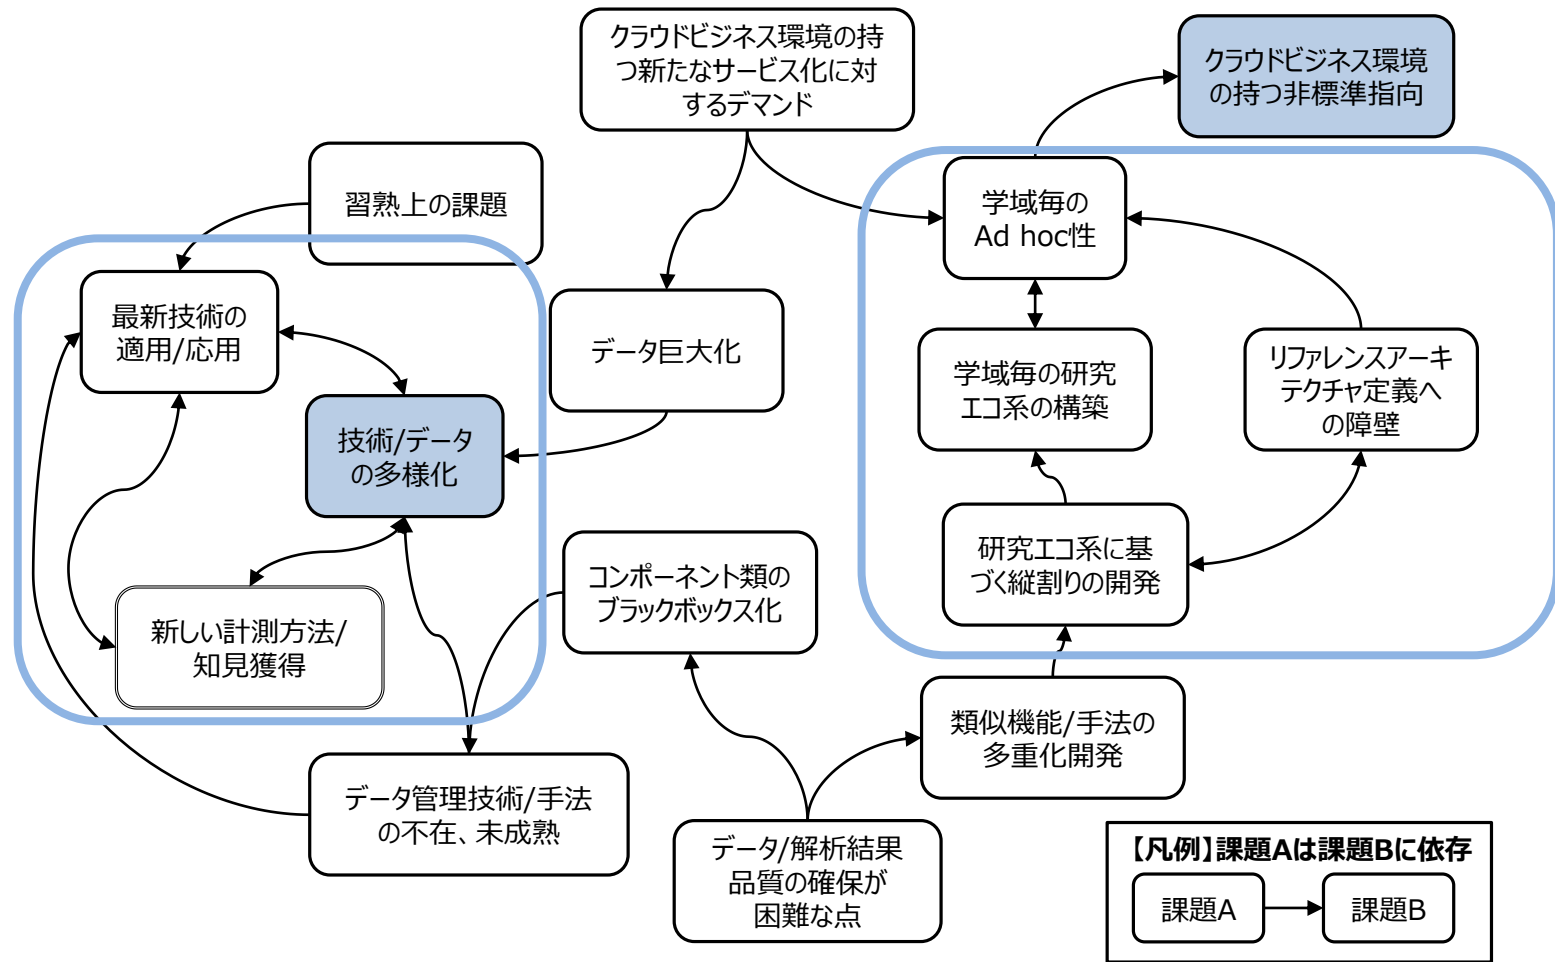 クラウドビジネス環境の持
つ新たなサービス化に対
するデマンド
クラウドビジネス環境
の持つ非標準指向
習熟上の課題
学域毎の
Ad hoc性
最新技術の
適用/応用
データ巨大化
学域毎の研究
エコ系の構築
リファレンスアーキ
テクチャ定義へ
の障壁
技術/データ
の多様化
コンポーネント類の
ブラックボックス化
研究エコ系に基
づく縦割りの開発
新しい計測方法/
知見獲得
類似機能/手法の
多重化開発
データ管理技術/手法
の不在、未成熟
データ/解析結果
品質の確保が
困難な点
【凡例】課題Aは課題Bに依存
課題A
課題B